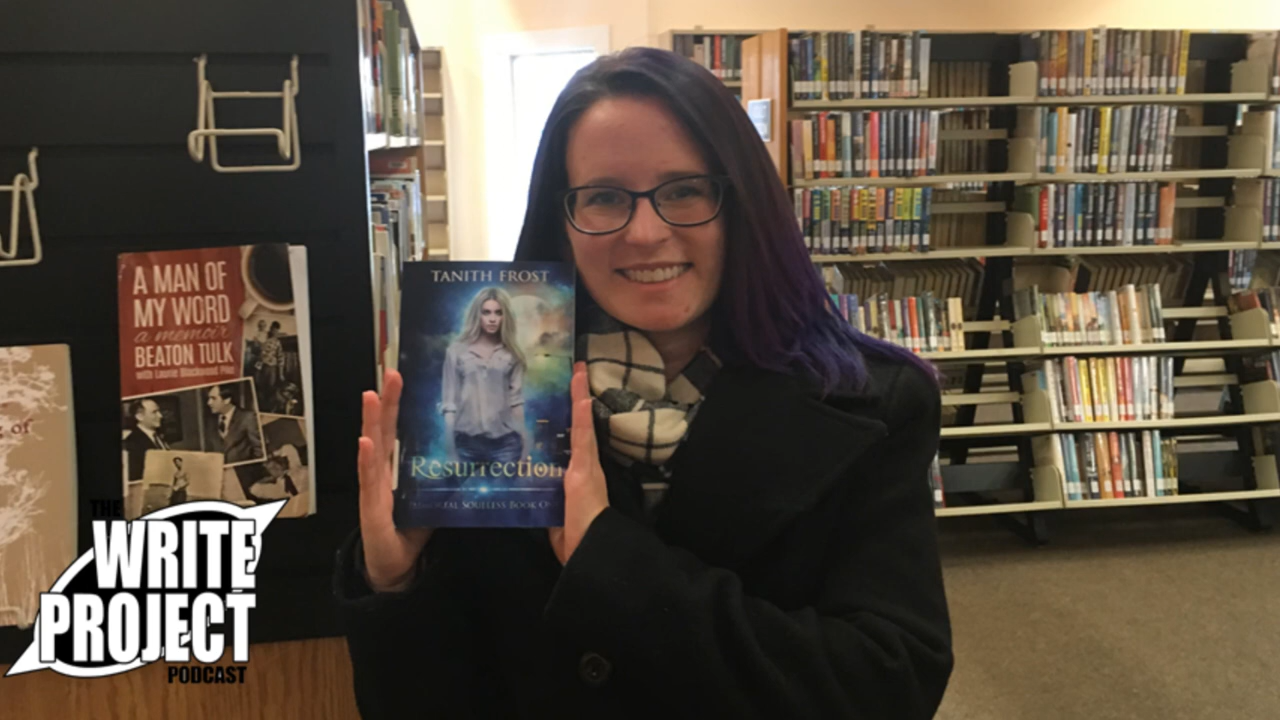 A MAN OF
MY WORD
a memoir
BEATON TULK
with Laurie Blackwood Pike
of
TANITH FROST
Resurrection
SOULLESS BOOK
THE
WRITE
PROJECT
PODCAST